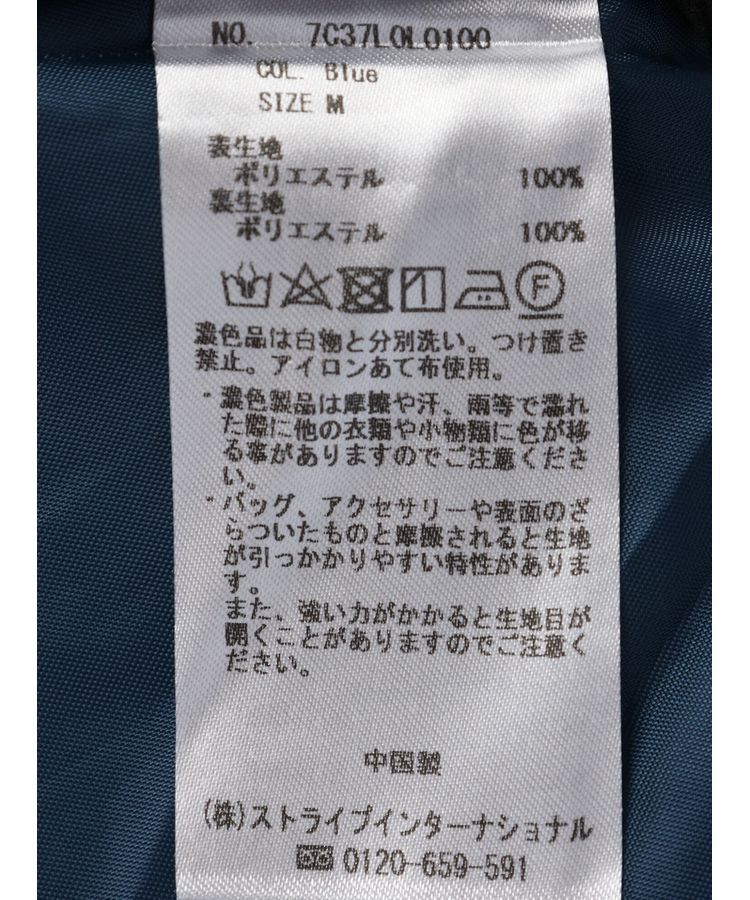 NO. 7C37L0L0100
COL. Blue
SIZE M
表生地
ポリエステル 100%
裏生地
ポリエステル 100%
F
濃色品は白物と分別洗い。つけ置き
禁止。アイロンあて布使用。
・濃色製品は摩擦や汗、雨等で濡れ
た際に他の衣類や小物類に色が移
る事がありますのでご注意くださ
い。
・バッグ、アクセサリーや表面のざ
らついたものと摩擦されると生地
が引っかかりやすい特性がありま
す。
また、強い力がかかると生地目が
開くことがありますのでご注意く
ださい。
中国製
(株)ストライプインターナショナル
0120-659-591